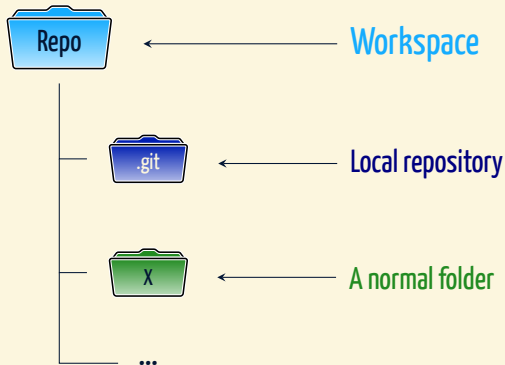 Repo
Workspace
.git
Local repository
X
A normal folder
...